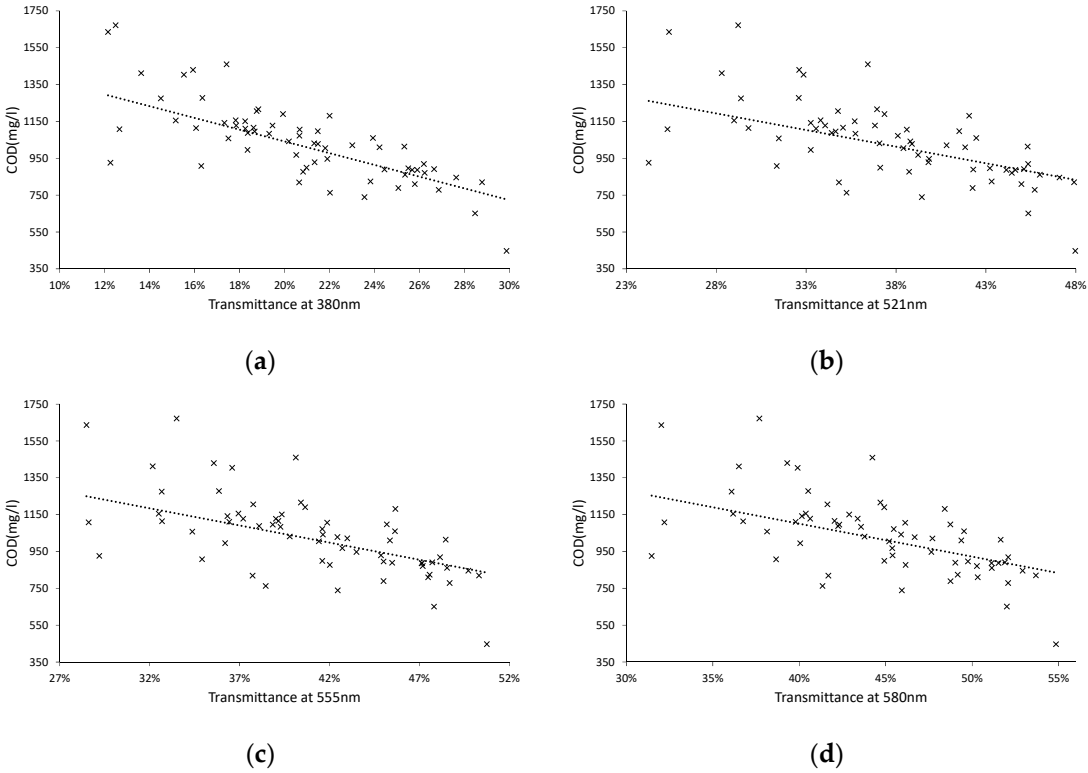 1750
1550
1350
1150
950
750
550
350
COD(mg/l)
10% 12% 14% 16% 18% 20% 22% 24% 26% 28% 30%
Transmittance at 380nm
(a)
1750
1550
1350
1150
950
750
550
350
COD(mg/l)
23% 28% 33% 38% 43% 48%
Transmittance at 521nm
(b)
1750
1550
1350
1150
950
750
550
350
COD(mg/l)
27% 32% 37% 42% 47% 52%
Transmittance at 555nm
(c)
1750
1550
1350
1150
950
750
550
350
COD(mg/l)
30% 35% 40% 45% 50% 55%
Transmittance at 580nm
(d)